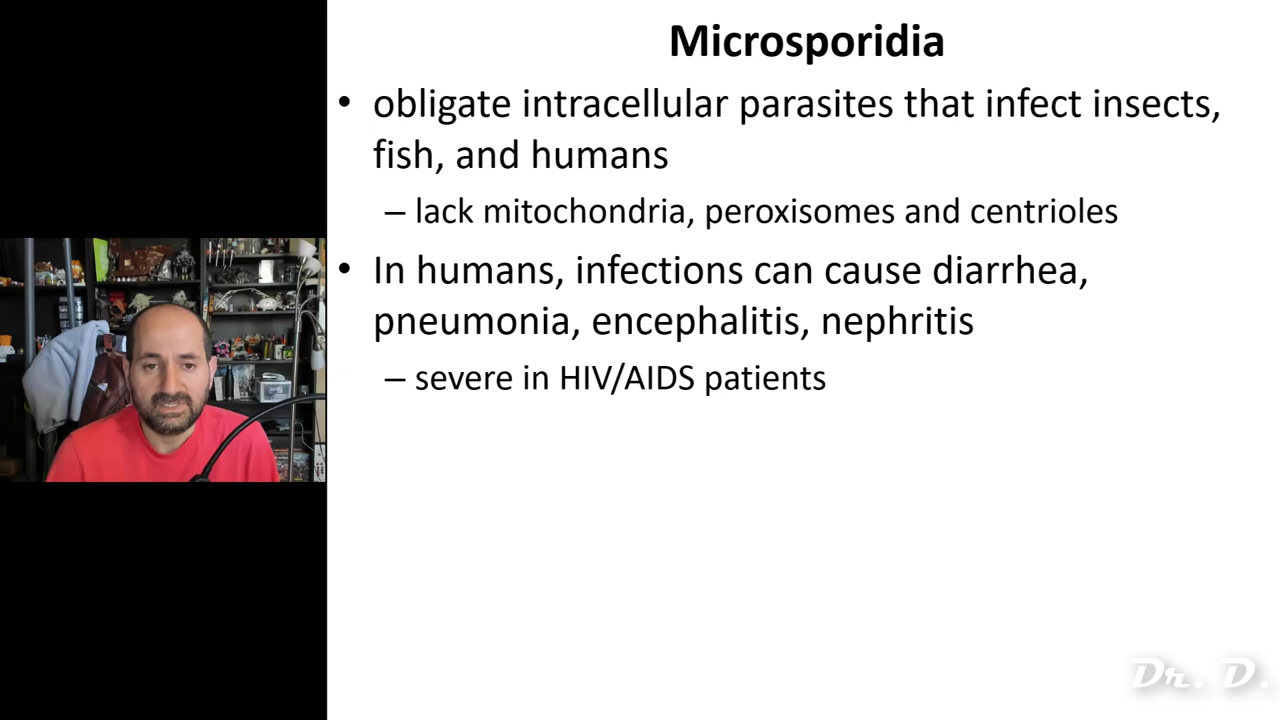 Microsporidia
• obligate intracellular parasites that infect insects,
fish, and humans
– lack mitochondria, peroxisomes and centrioles
• In humans, infections can cause diarrhea,
pneumonia, encephalitis, nephritis
– severe in HIV/AIDS patients
Dr. D.